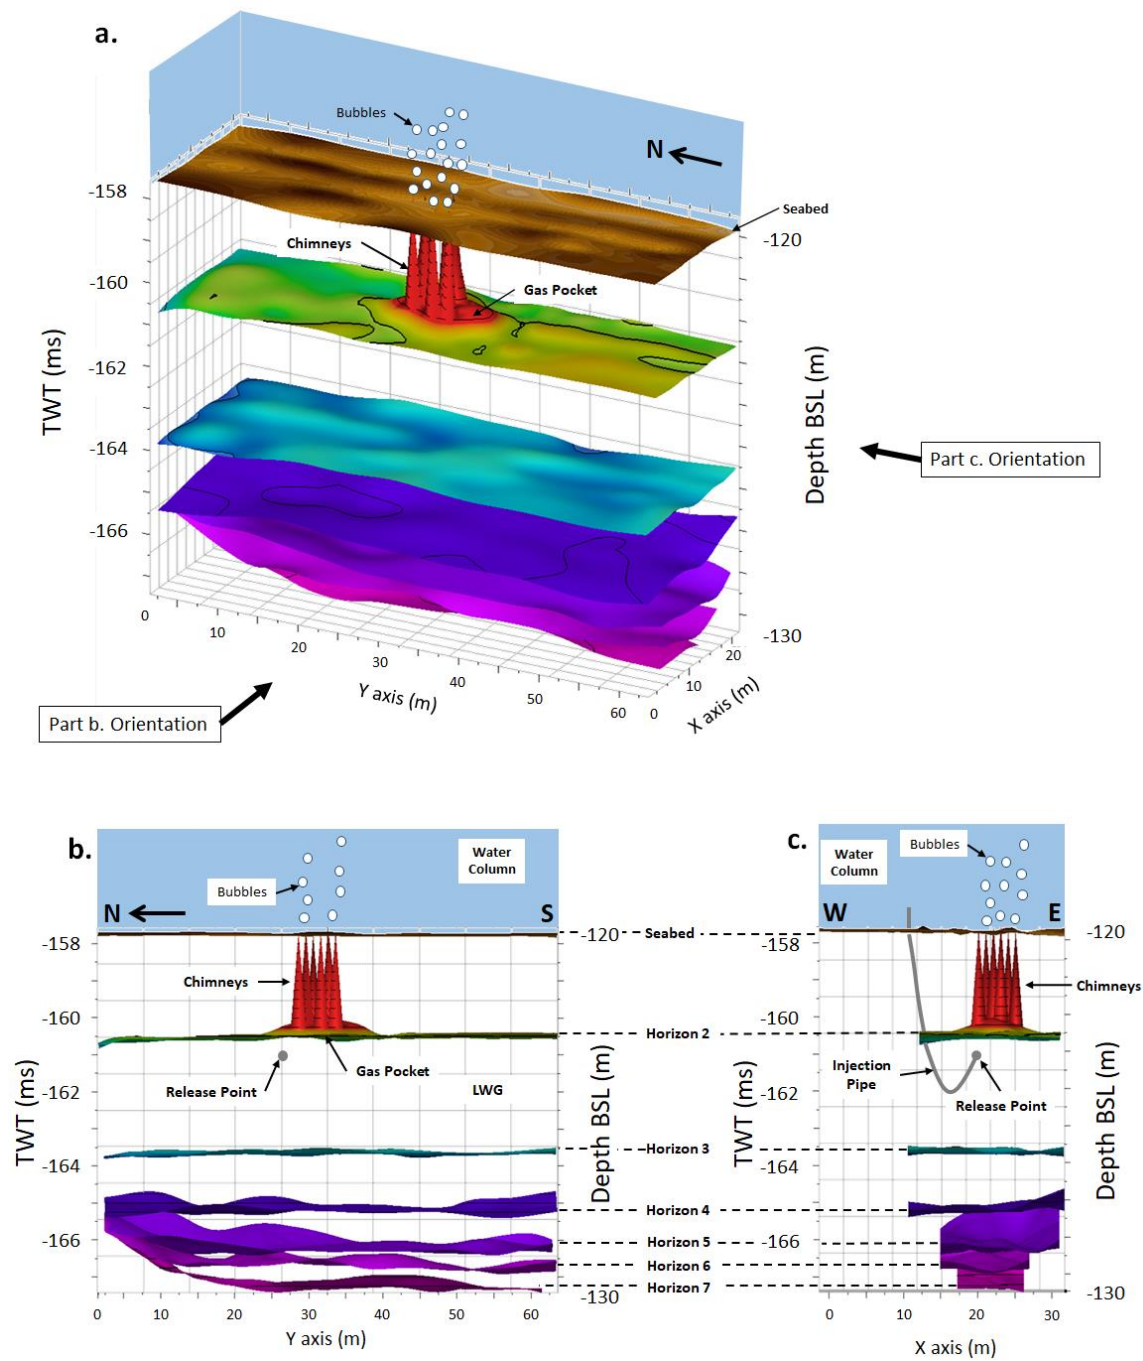 a.
Bubbles
N
-158
Seabed
-120
Chimneys
-160
Gas Pocket
TWT (ms)
-162
Depth BSL (m)
-164
Part c. Orientation
-166
0
10
20
30
40
50
60
Y axis (m)
-130
20
10
0
X axis (m)
Part b. Orientation
b.
Bubbles
Water
Column
N
S
-158
-120
Seabed
Chimneys
-160
Horizon 2
Gas Pocket
Release Point
LWG
-162
TWT (ms)
Depth BSL (m)
Horizon 3
-164
Horizon 4
-166
Horizon 5
Horizon 6
Horizon 7
-130
0
10
20
30
40
50
60
Y axis (m)
c.
Water
Column
Bubbles
W
E
-158
-120
Chimneys
-160
Injection
Pipe
Release Point
-162
TWT (ms)
Depth BSL (m)
-164
-166
-130
0
10
20
30
X axis (m)